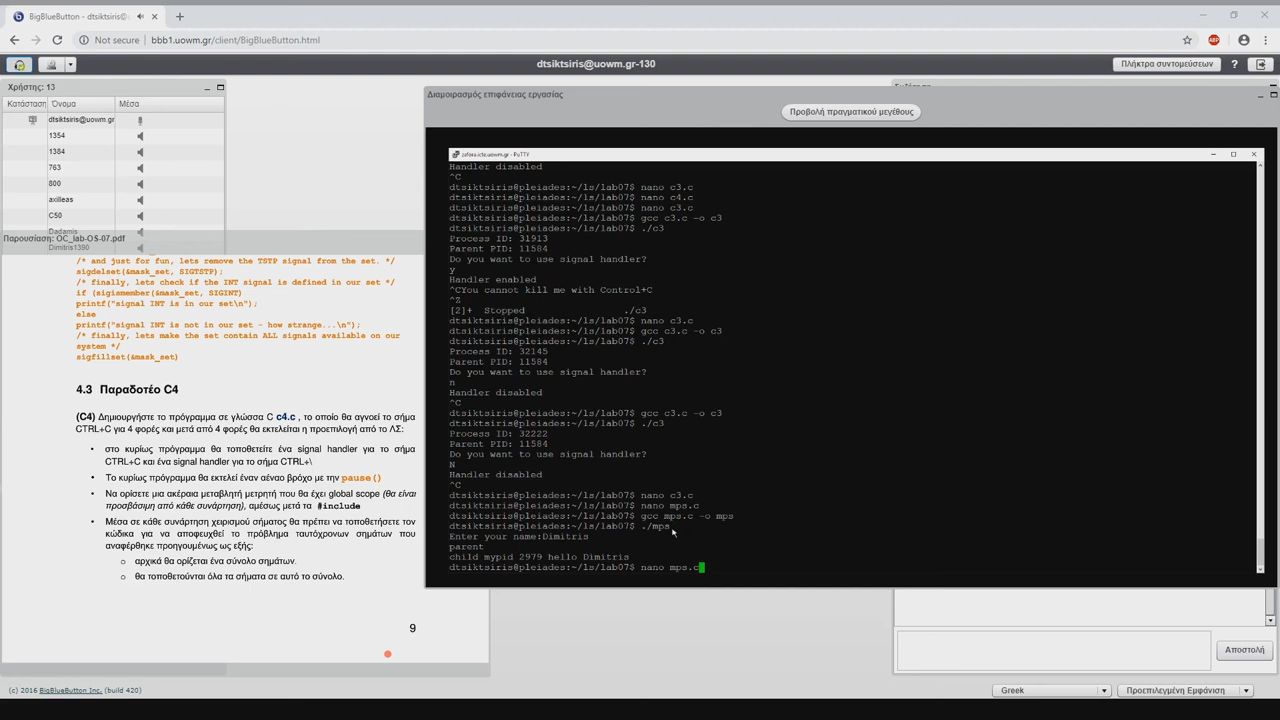 BigBlueButton - dtsiktsiris@
Not secure
bbb1.uowm.gr/client/BigBlueButton.html
dtsiktsiris@uowm.gr-130
Πλήκτρα συντομεύσεων
?
Χρήστης: 13
Κατάσταση
Όνομα
Μέσα
dtsiktsiris@uowm.gr
1354
1384
763
800
axilleas
C50
Dadamis
Dimitris1390
Παρουσίαση: OC_lab-OS-07.pdf
/* and just for fun, lets remove the TSTP signal from the set. */
sigdelset(&mask_set, SIGTSTP);
/* finally, lets check if the INT signal is defined in our set */
if (sigismember(&mask_set, SIGINT)
printf("signal INT is in our set\n");
else
printf("signal INT is not in our set - how strange...\n");
/* finally, lets make the set contain ALL signals available on our
system */
sigfillset(&mask_set)
4.3 Παραδοτέο C4
(C4) Δημιουργήστε το πρόγραμμα σε γλώσσα C c4.c , το οποίο θα αγνοεί το σήμα
CTRL+C για 4 φορές και μετά από 4 φορές θα εκτελείται η προεπιλογή από το ΛΣ.
• στο κυρίως πρόγραμμα θα τοποθετείτε ένα signal handler για το σήμα
CTRL+C και ένα signal handler για το σήμα CTRL+\
• Το κυρίως πρόγραμμα θα εκτελεί έναν αέναο βρόχο με την pause()
• Να ορίσετε μια ακέραια μεταβλητή μετρητή που θα έχει global scope (θα είναι
προσβάσιμη από κάθε συνάρτηση), αμέσως μετά τα #include
• Μέσα σε κάθε συνάρτηση χειρισμού σήματος θα πρέπει να τοποθετήσετε τον
κώδικα για να αποφευχθεί το πρόβλημα ταυτόχρονων σημάτων που
αναφέρθηκε προηγουμένως ως εξής:
o αρχικά θα ορίζεται ένα σύνολο σημάτων.
o θα τοποθετούνται όλα τα σήματα σε αυτό το σύνολο.
9
Διαμοιρασμός επιφάνειας εργασίας
Προβολή πραγματικού μεγέθους
zafora.icte.uowm.gr - PuTTY
Handler disabled
^C
dtsiktsiris@pleiades:~/ls/lab07$ nano c3.c
dtsiktsiris@pleiades:~/ls/lab07$ nano c4.c
dtsiktsiris@pleiades:~/ls/lab07$ nano c3.c
dtsiktsiris@pleiades:~/ls/lab07$ gcc c3.c -o c3
dtsiktsiris@pleiades:~/ls/lab07$ ./c3
Process ID: 31913
Parent PID: 11584
Do you want to use signal handler?
y
Handler enabled
^CYou cannot kill me with Control+C
^Z
[2]+  Stopped                 ./c3
dtsiktsiris@pleiades:~/ls/lab07$ nano c3.c
dtsiktsiris@pleiades:~/ls/lab07$ gcc c3.c -o c3
dtsiktsiris@pleiades:~/ls/lab07$ ./c3
Process ID: 32145
Parent PID: 11584
Do you want to use signal handler?
n
Handler disabled
^C
dtsiktsiris@pleiades:~/ls/lab07$ gcc c3.c -o c3
dtsiktsiris@pleiades:~/ls/lab07$ ./c3
Process ID: 32222
Parent PID: 11584
Do you want to use signal handler?
N
Handler disabled
^C
dtsiktsiris@pleiades:~/ls/lab07$ nano c3.c
dtsiktsiris@pleiades:~/ls/lab07$ nano mps.c
dtsiktsiris@pleiades:~/ls/lab07$ gcc mps.c -o mps
dtsiktsiris@pleiades:~/ls/lab07$ ./mps
Enter your name:Dimitris
parent
child mypid 2979 hello Dimitris
dtsiktsiris@pleiades:~/ls/lab07$ nano mps.c
Αποστολή
(c) 2016 BigBlueButton Inc. (build 420)
Greek
Προεπιλεγμένη Εμφάνιση